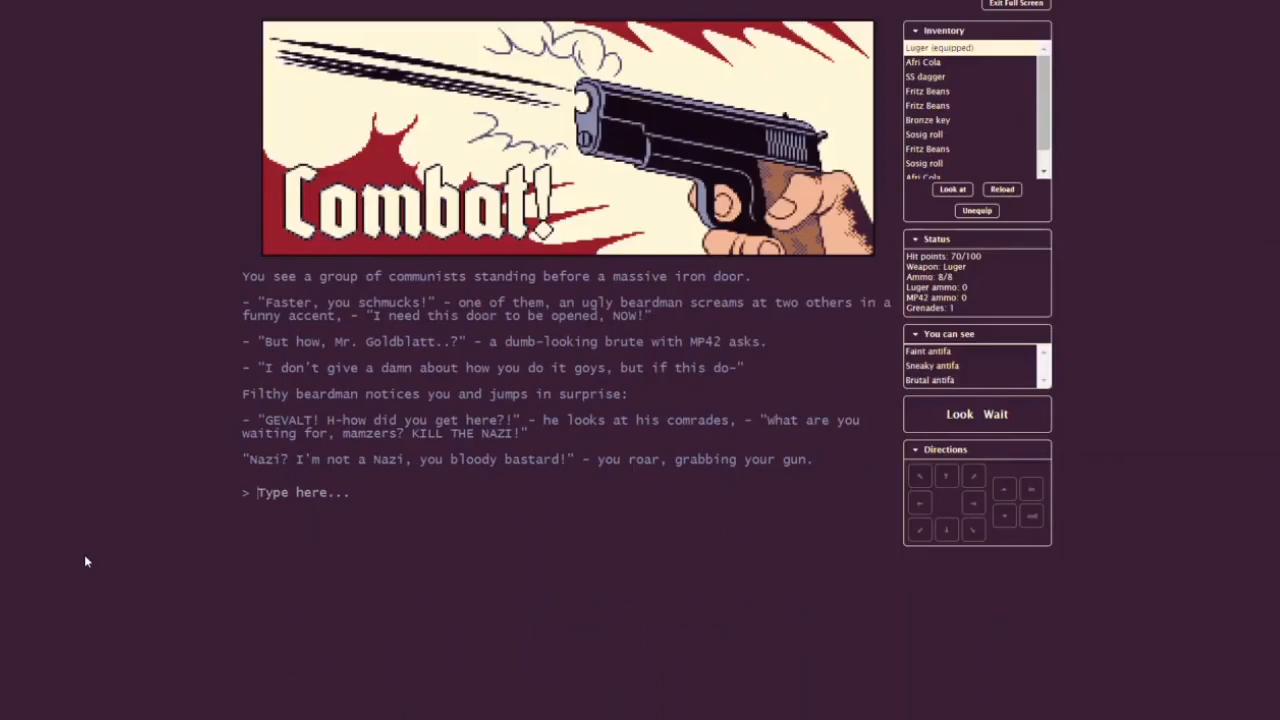 Exit Full Screen
Combat!
You see a group of communists standing before a massive iron door.
- "Faster, you schmucks!" - one of them, an ugly beardman screams at two others in a
funny accent, - "I need this door to be opened, NOW!"
- "But how, Mr. Goldblatt..?" - a dumb-looking brute with MP42 asks.
- "I don't give a damn about how you do it goys, but if this do-"
Filthy beardman notices you and jumps in surprise:
- "GEVALT! H-how did you get here?!" - he looks at his comrades, - "What are you
waiting for, mamzers? KILL THE NAZI!"
"Nazi? I'm not a Nazi, you bloody bastard!" - you roar, grabbing your gun.
> Type here...
Inventory
Luger (equipped)
Afri Cola
SS dagger
Fritz Beans
Fritz Beans
Bronze key
Sosig roll
Fritz Beans
Sosig roll
Afri Cola
Look at Reload
Unequip
Status
Hit points: 70/100
Weapon: Luger
Ammo: 8/8
Luger ammo: 0
MP42 ammo: 0
Grenades: 1
You can see
Faint antifa
Sneaky antifa
Brutal antifa
Look Wait
Directions
in
out